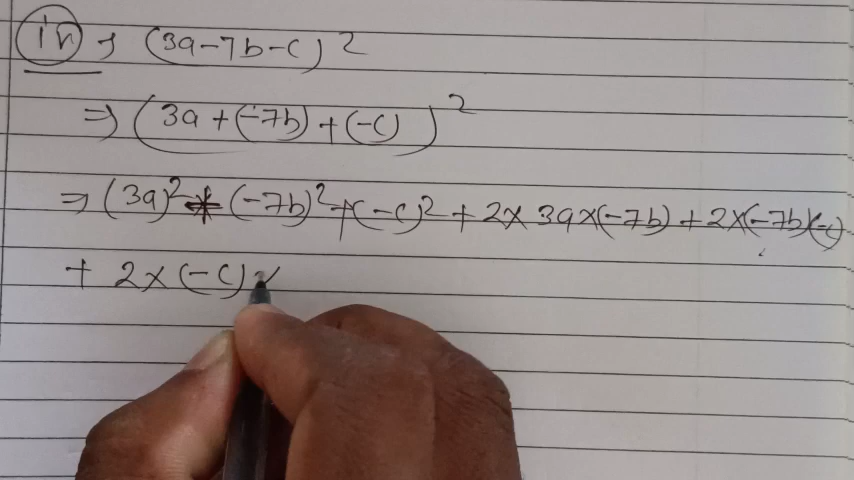 iv → (3a-7b-c)²
⇒ (3a+(-7b)+(-c))²
⇒ (3a)²+(-7b)²+(-c)²+2×3a×(-7b)+2×(-7b)(-c)
+ 2×(-c)×